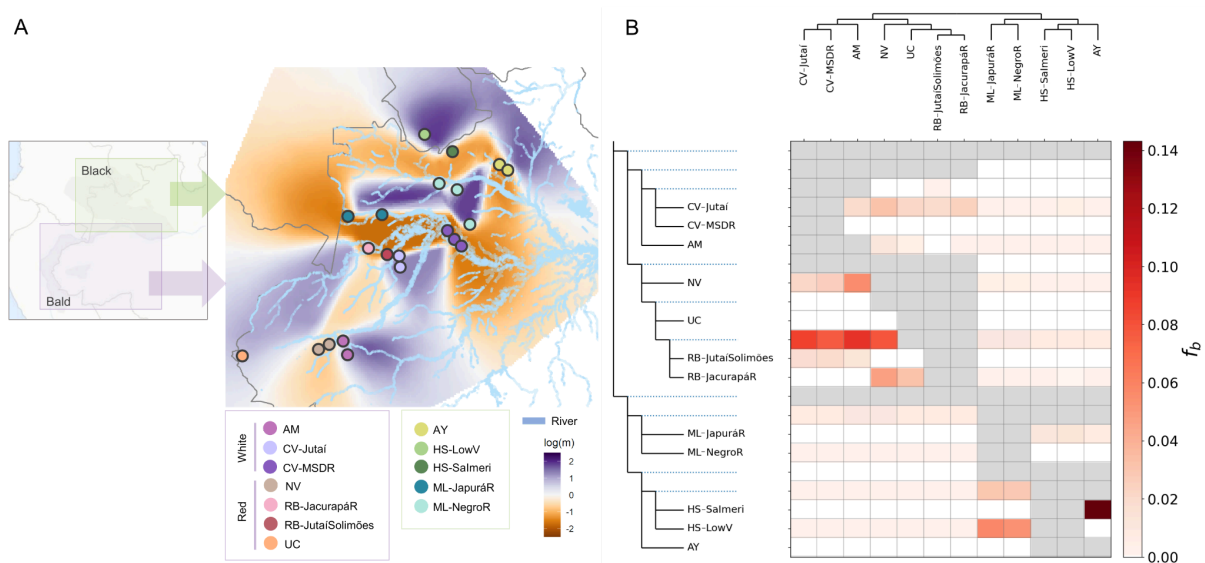 A
Black
Bald
White
AM
CV-Jutaí
CV-MSDR
Red
NV
RB-JacurapáR
RB-JutaíSolimões
UC
AY
HS-LowV
HS-Salmeri
ML-JapuráR
ML-NegroR
River
log(m)
2
1
0
-1
-2
B
CV-Jutaí
CV-MSDR
AM
NV
UC
RB-JutaíSolimões
RB-JacurapáR
ML-JapuráR
ML-NegroR
HS-Salmeri
HS-LowV
AY
CV-Jutaí
CV-MSDR
AM
NV
UC
RB-JutaíSolimões
RB-JacurapáR
ML-JapuráR
ML-NegroR
HS-Salmeri
HS-LowV
AY
0.14
0.12
0.10
0.08
0.06
0.04
0.02
0.00
f_b